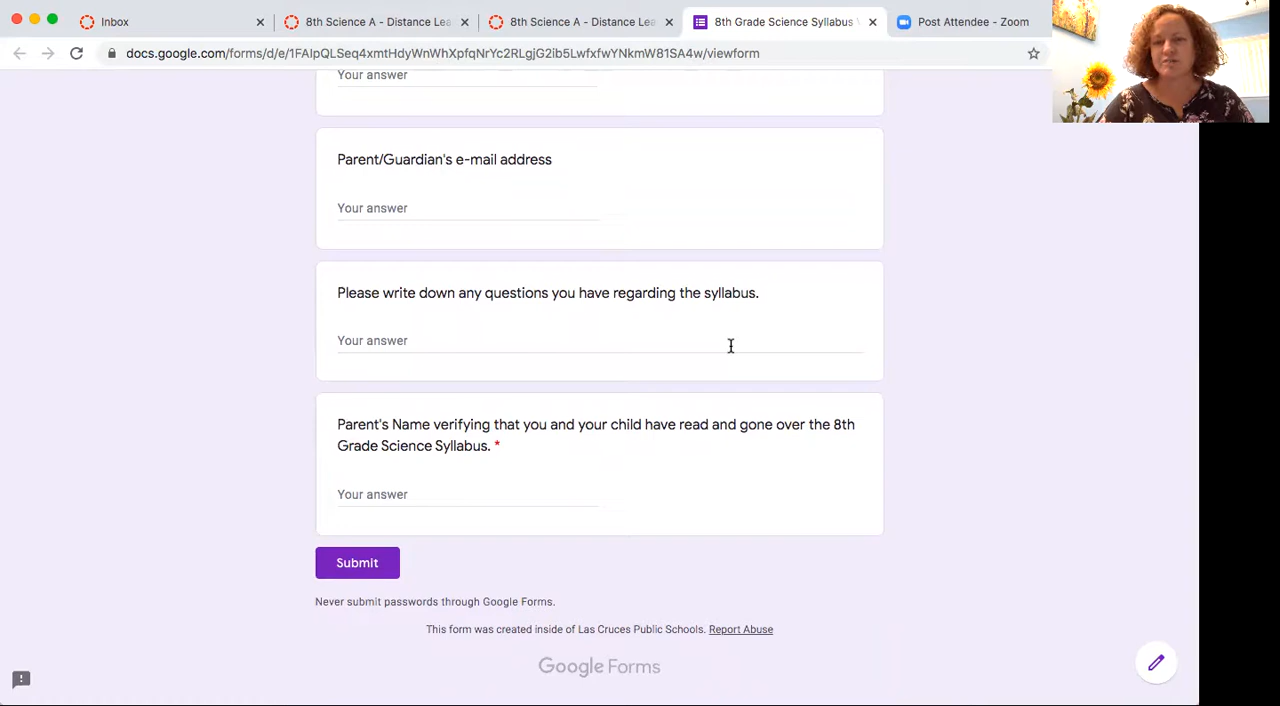 Inbox
8th Science A - Distance Lea
8th Science A - Distance Lea
8th Grade Science Syllabus
Post Attendee - Zoom
docs.google.com/forms/d/e/1FAIpQLSeq4xmtHdyWnWhXpfqNrYc2RLgjG2ib5LwfxfwYNkmW81SA4w/viewform
Your answer
Parent/Guardian's e-mail address
Your answer
Please write down any questions you have regarding the syllabus.
Your answer
Parent's Name verifying that you and your child have read and gone over the 8th
Grade Science Syllabus. *
Your answer
Submit
Never submit passwords through Google Forms.
This form was created inside of Las Cruces Public Schools. Report Abuse
Google Forms